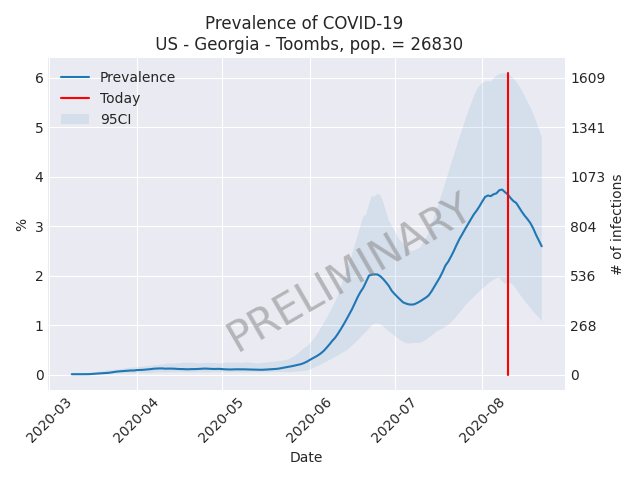 Prevalence of COVID-19
US - Georgia - Toombs, pop. = 26830
Prevalence
Today
95CI
PRELIMINARY
%
6
5
4
3
2
1
0
1609
1341
1073
804
536
268
0
# of infections
2020-03
2020-04
2020-05
2020-06
2020-07
2020-08
Date